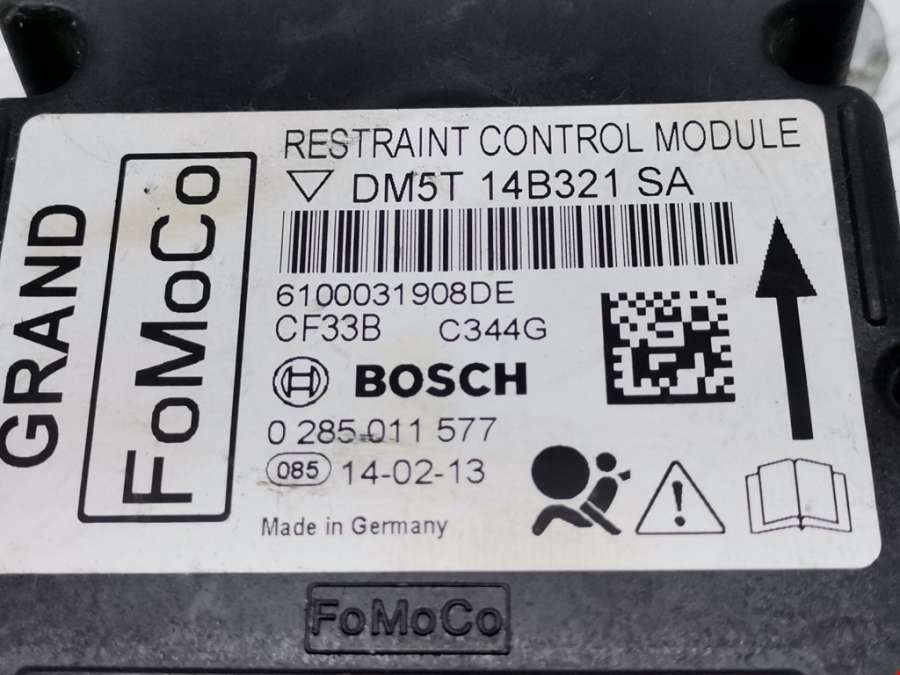 RESTRAINT CONTROL MODULE
DM5T 14B321 SA
GRAND
FoMoCo
6100031908DE
CF33B C344G
BOSCH
0 285 011 577
085 14-02-13
Made in Germany
FoMoCo